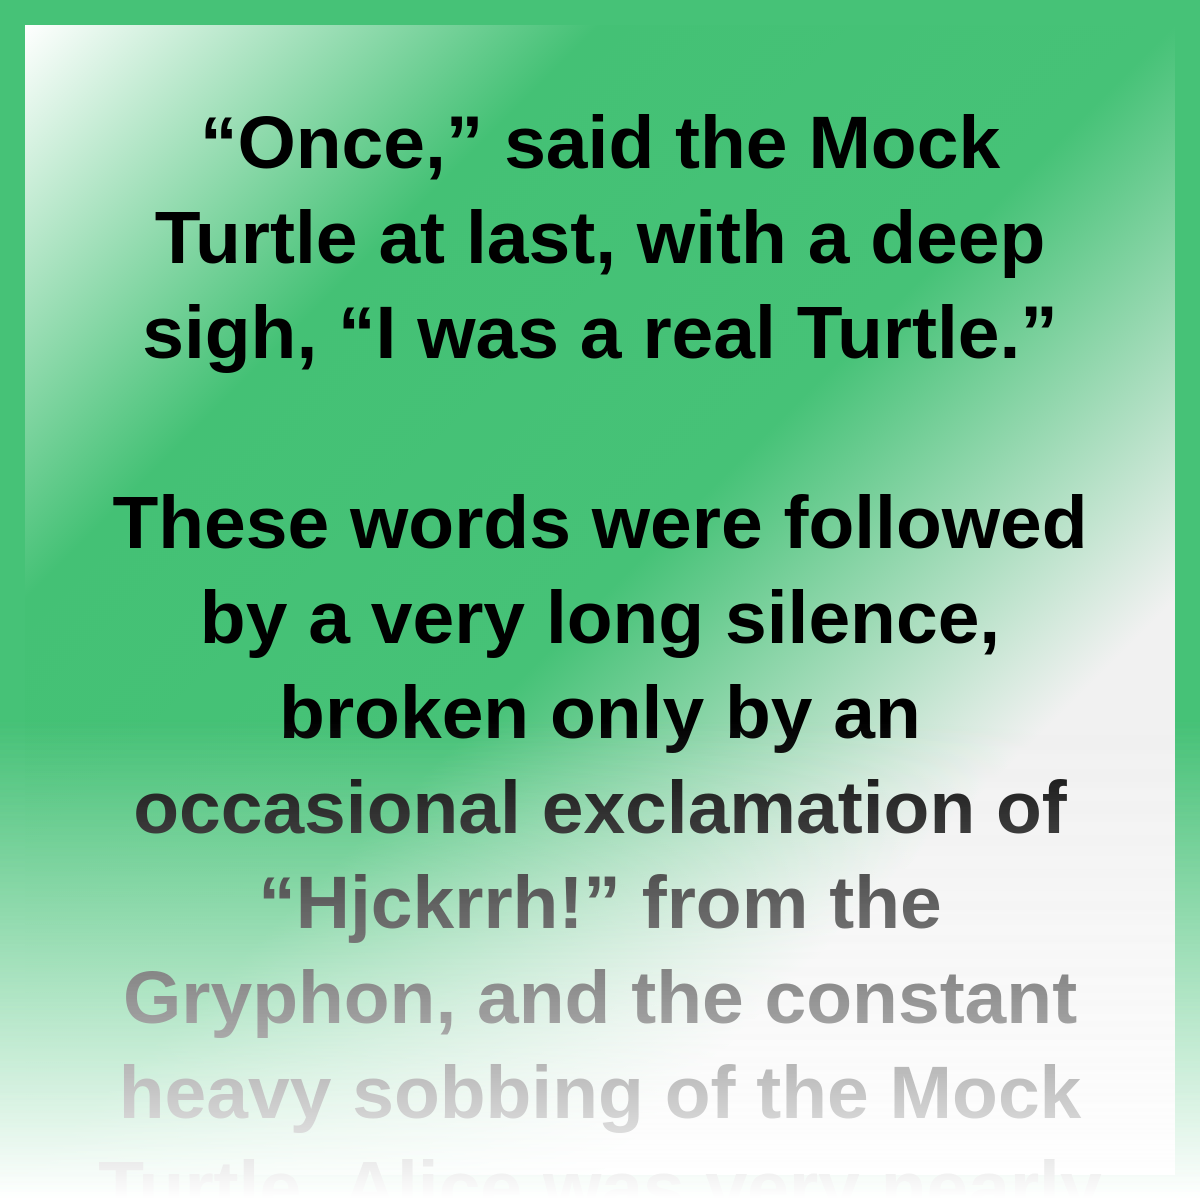 “Once,” said the Mock
Turtle at last, with a deep
sigh, “I was a real Turtle.”
These words were followed
by a very long silence,
broken only by an
occasional exclamation of
“Hjckrrh!” from the
Gryphon, and the constant
heavy sobbing of the Mock
Turtle. Alice was very nearly